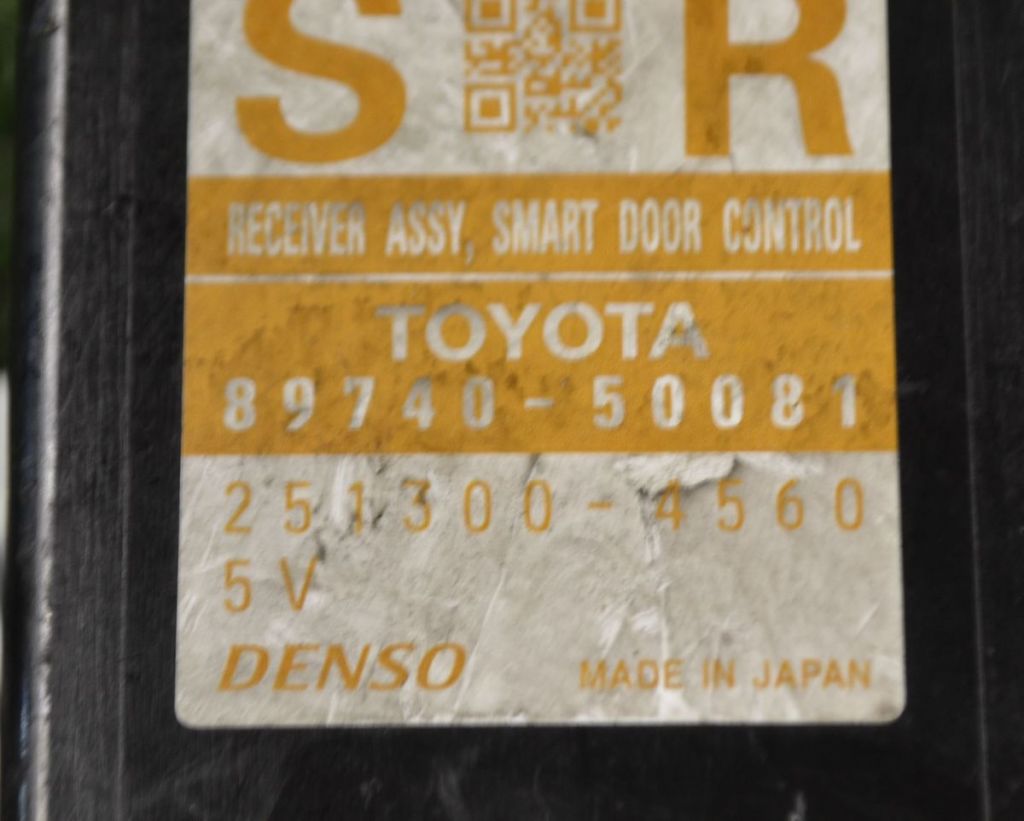 S R
RECEIVER ASSY, SMART DOOR CONTROL
TOYOTA
89740-50081
251300-4560
5V
DENSO
MADE IN JAPAN